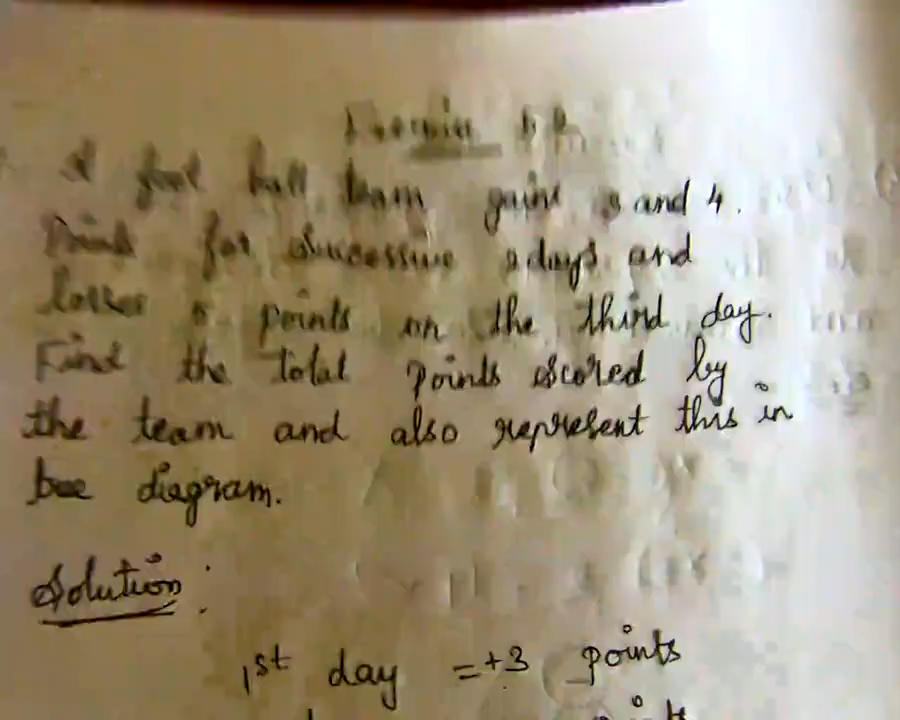 A foot ball team gains 3 and 4.
Points for successive 2 days and
losses 5 points on the third day.
Find the total points scored by
the team and also represent this in
bee diagram.
Solution :
1st day = +3 points